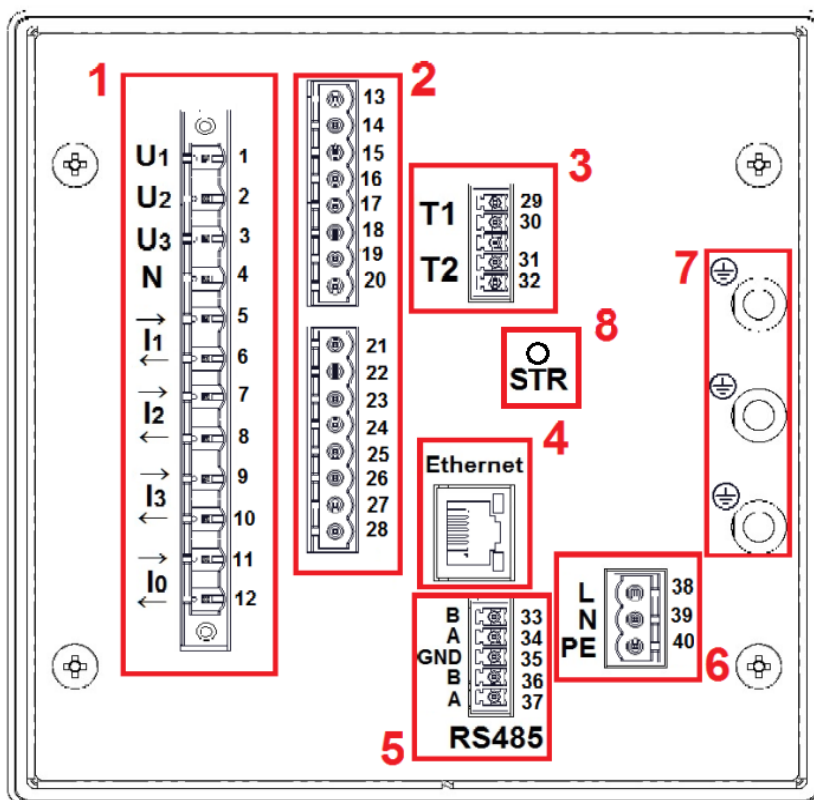 1
U1 1
U2 2
U3 3
N 4
I1 5
6
I2 7
8
I3 9
10
I0 11
12
2
13
14
15
16
17
18
19
20
21
22
23
24
25
26
27
28
3
T1 29
30
T2 31
32
8
STR
4
Ethernet
5
B 33
A 34
GND 35
B 36
A 37
RS485
6
L 38
N 39
PE 40
7